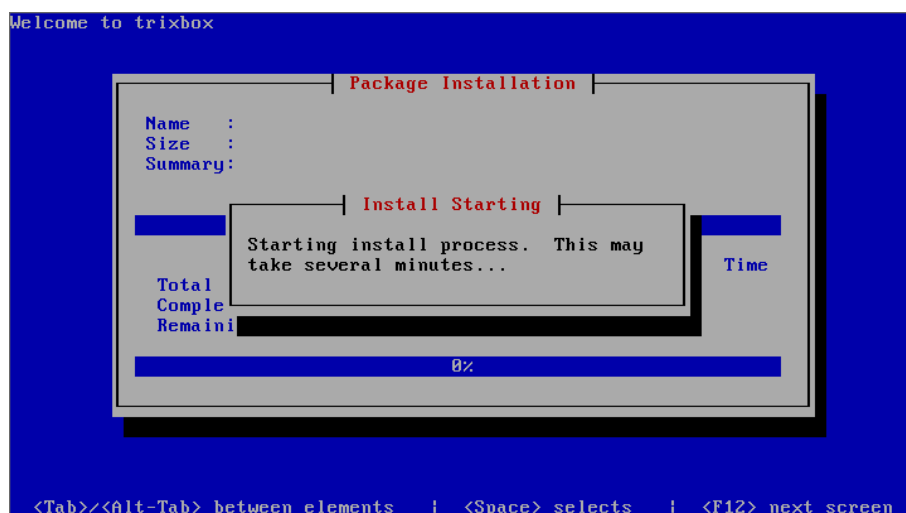 Welcome to trixbox
Package Installation
Name :
Size :
Summary:
Install Starting
Starting install process. This may
take several minutes...
Time
Total
Comple
Remaini
0%
<Tab>/<Alt-Tab> between elements | <Space> selects | <F12> next screen